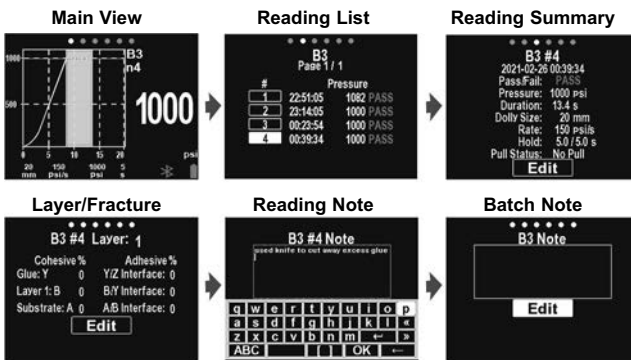 Main View
Reading List
Reading Summary
1000
500
0 5 10 15 20
20 150 1000 5
mm psi/s psi s
B3
n4
1000
psi
B3
Page 1 / 1
# Pressure
1 22:51:05 1082 PASS
2 23:14:05 1000 PASS
3 00:23:54 1000 PASS
4 00:39:34 1000 PASS
B3 #4
2021-02-26 00:39:34
Pass/Fail: PASS
Pressure: 1000 psi
Duration: 13.4 s
Dolly Size: 20 mm
Rate: 150 psi/s
Hold: 5.0 / 5.0 s
Pull Status: No Pull
Edit
Layer/Fracture
Reading Note
Batch Note
B3 #4 Layer: 1
Cohesive % Adhesive %
Glue: Y 0 Y/Z Interface: 0
Layer 1: B 0 B/Y Interface: 0
Substrate: A 0 A/B Interface: 0
Edit
B3 #4 Note
used knife to cut away excess glue
q w e r t y u i o p
a s d f g h j k l «
z x c v b n m ↵ »
ABC [ ] OK ←
B3 Note
Edit